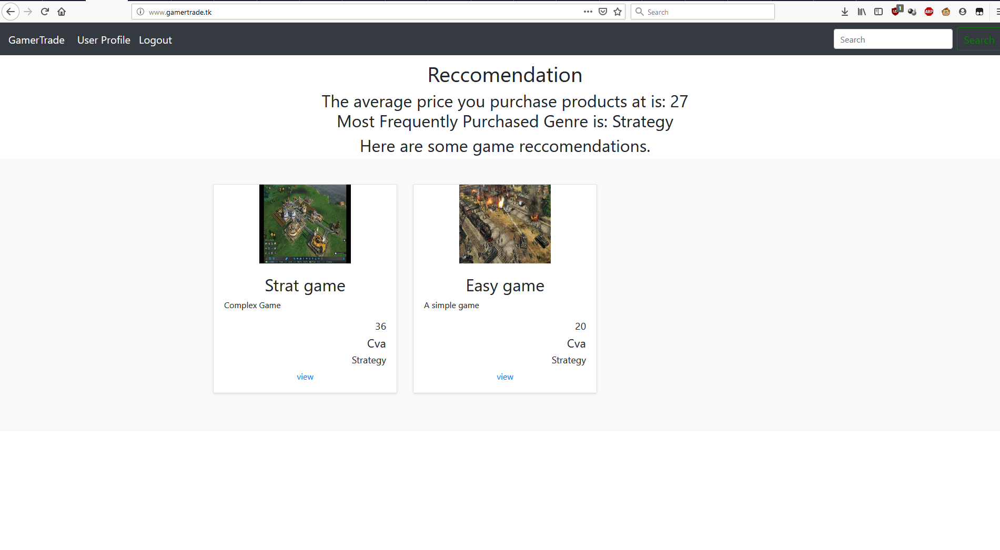 www.gamertrade.tk
Search
1
ABP
GamerTrade User Profile Logout
Search
Search
Reccomendation
The average price you purchase products at is: 27
Most Frequently Purchased Genre is: Strategy
Here are some game reccomendations.
Strat game
Complex Game
36
Cva
Strategy
view
Easy game
A simple game
20
Cva
Strategy
view